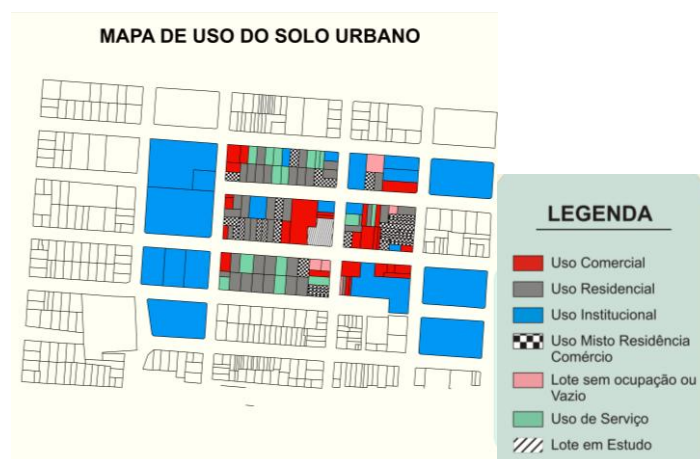 MAPA DE USO DO SOLO URBANO
LEGENDA
Uso Comercial
Uso Residencial
Uso Institucional
Uso Misto Residência
Comércio
Lote sem ocupação ou
Vazio
Uso de Serviço
Lote em Estudo